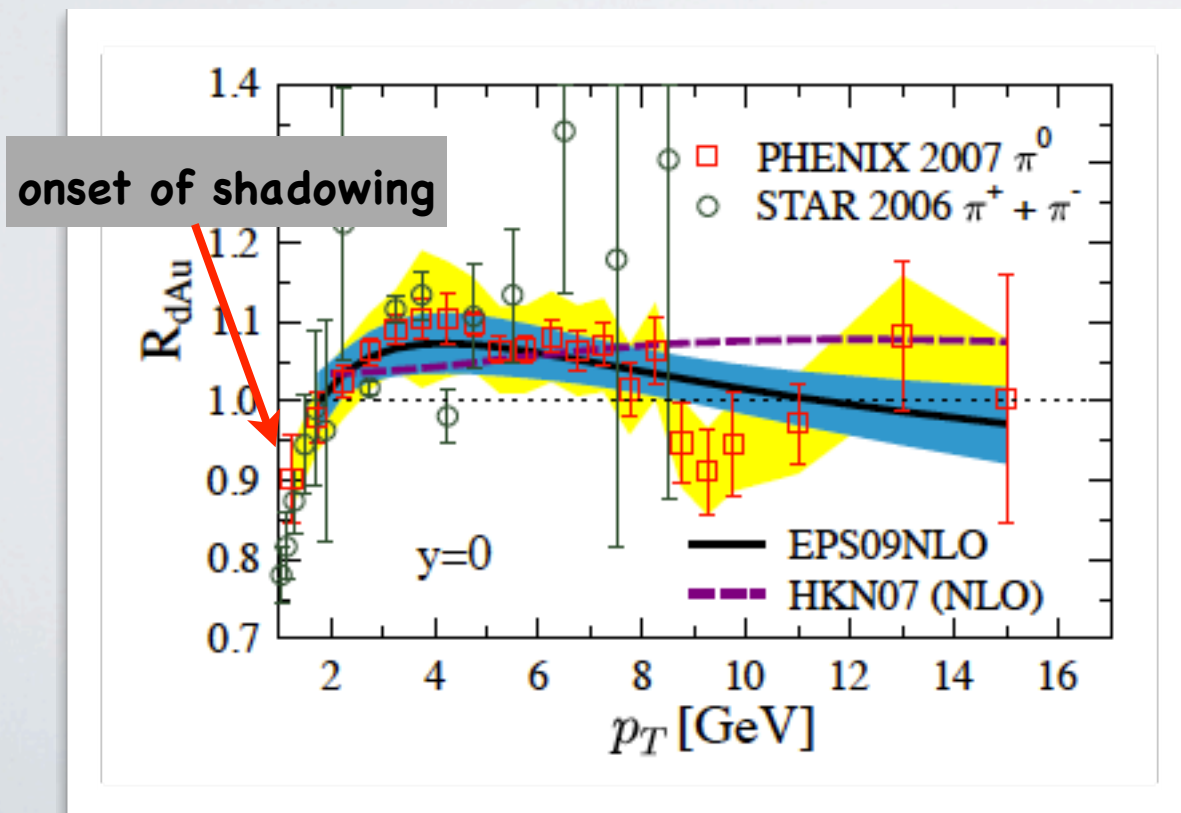 1.4
PHENIX 2007 π⁰
onset of shadowing
STAR 2006 π⁺ + π⁻
1.2
R_dAu
1.1
1.0
0.9
0.8
y=0
EPS09NLO
HKN07 (NLO)
0.7
2 4 6 8 10 12 14 16
p_T [GeV]